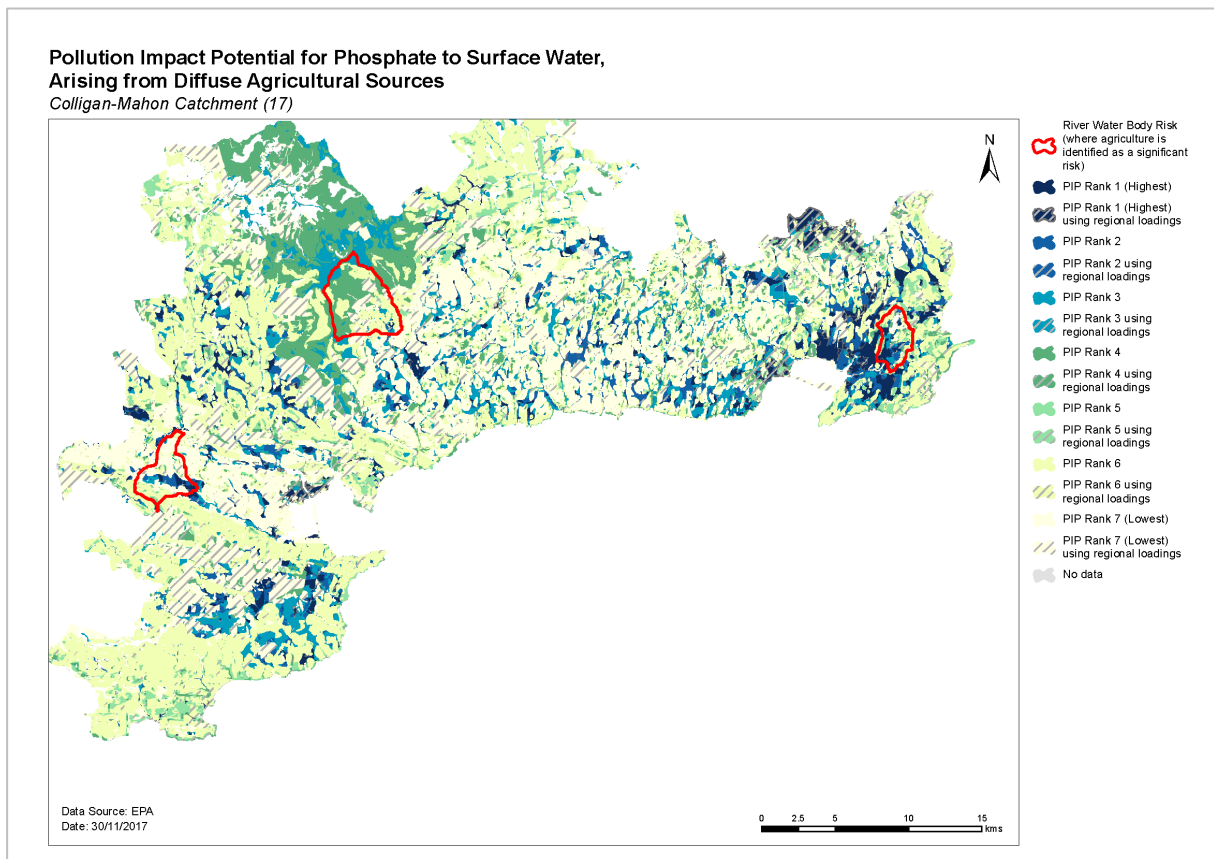 Pollution Impact Potential for Phosphate to Surface Water,
Arising from Diffuse Agricultural Sources
Colligan-Mahon Catchment (17)
N
River Water Body Risk
(where agriculture is
identified as a significant
risk)
PIP Rank 1 (Highest)
PIP Rank 1 (Highest)
using regional loadings
PIP Rank 2
PIP Rank 2 using
regional loadings
PIP Rank 3
PIP Rank 3 using
regional loadings
PIP Rank 4
PIP Rank 4 using
regional loadings
PIP Rank 5
PIP Rank 5 using
regional loadings
PIP Rank 6
PIP Rank 6 using
regional loadings
PIP Rank 7 (Lowest)
PIP Rank 7 (Lowest)
using regional loadings
No data
Data Source: EPA
Date: 30/11/2017
0 2.5 5 10 15
kms